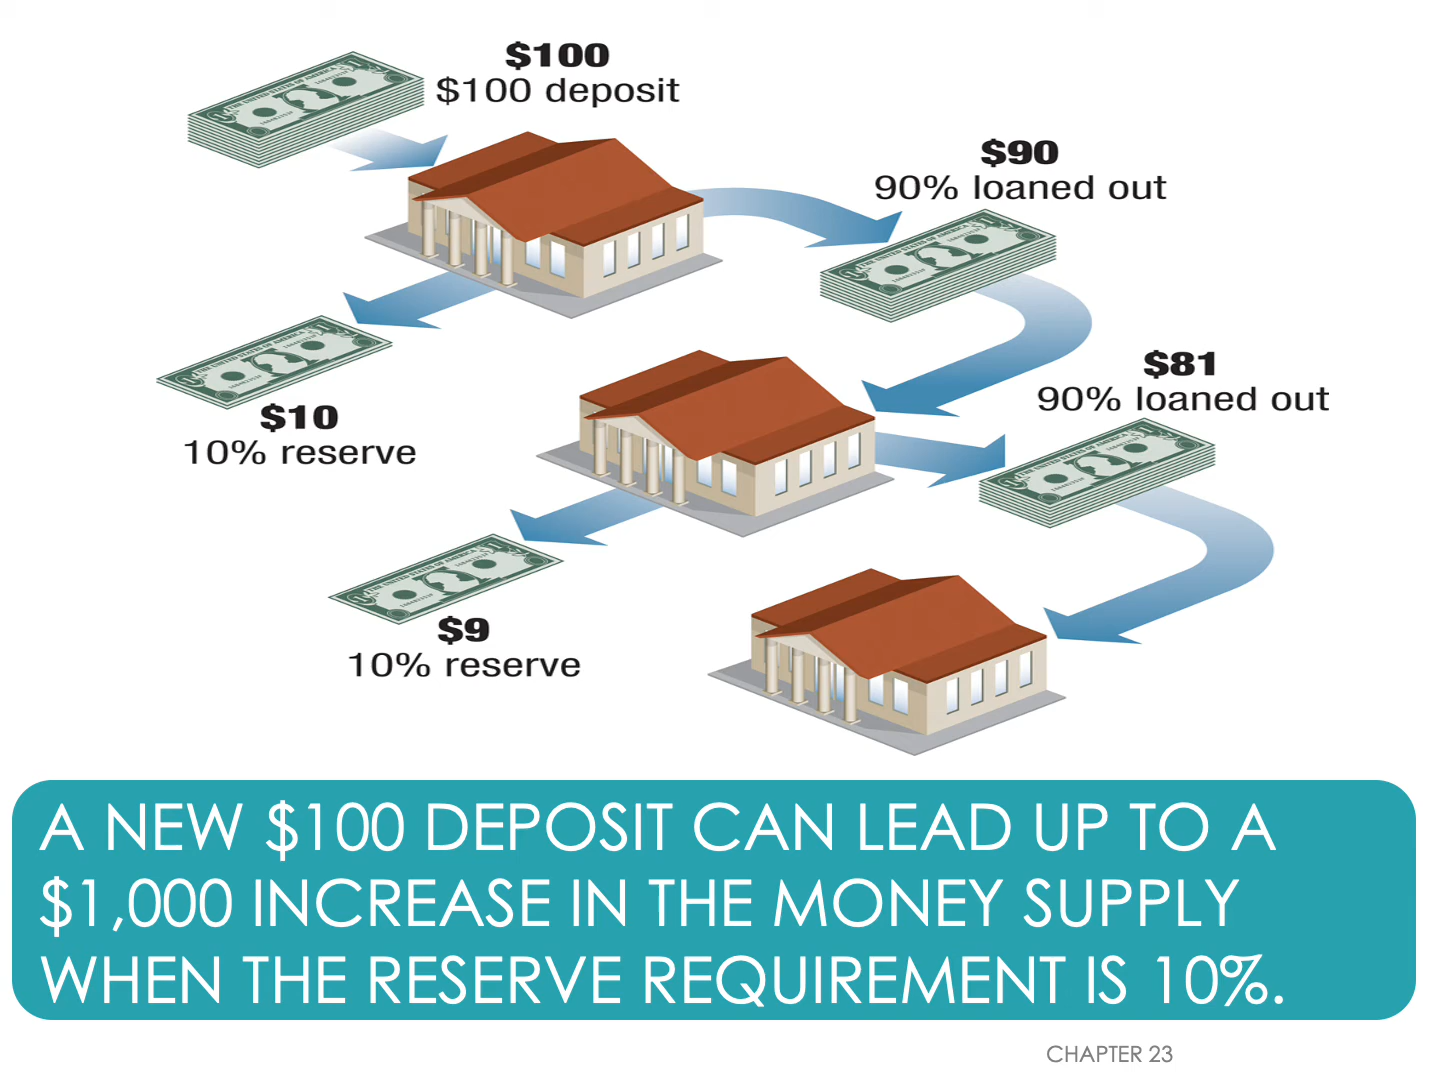 $100
$100 deposit
$90
90% loaned out
$10
10% reserve
$81
90% loaned out
$9
10% reserve
A NEW $100 DEPOSIT CAN LEAD UP TO A
$1,000 INCREASE IN THE MONEY SUPPLY
WHEN THE RESERVE REQUIREMENT IS 10%.
CHAPTER 23